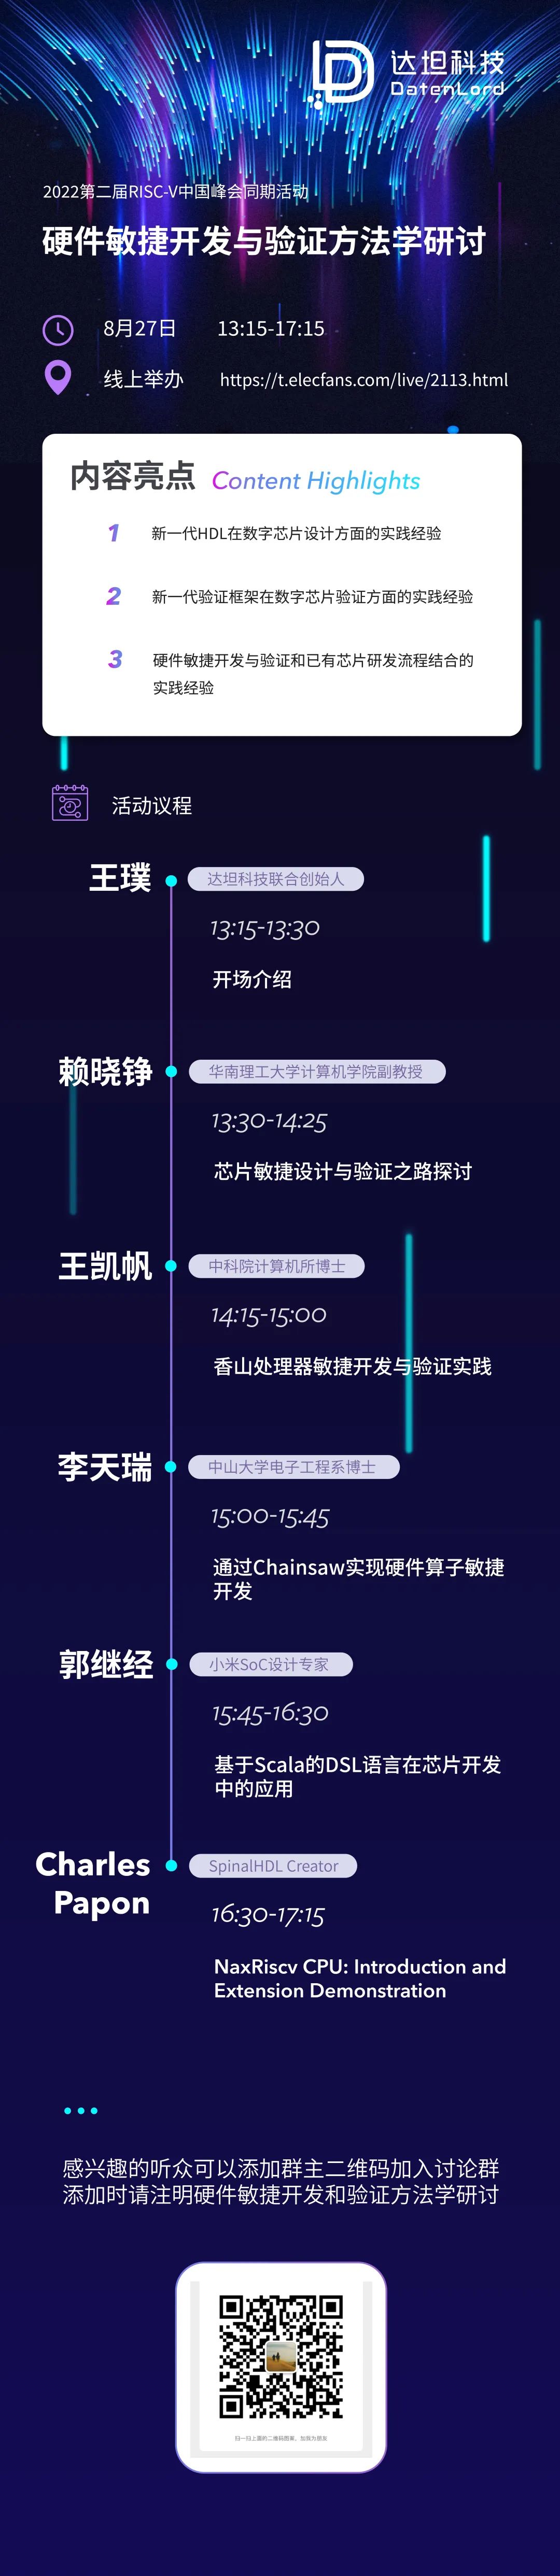 达坦科技
DatenLord
2022第二届RISC-V中国峰会同期活动
硬件敏捷开发与验证方法学研讨
8月27日 13:15-17:15
线上举办 https://t.elecfans.com/live/2113.html
内容亮点 Content Highlights
1 新一代HDL在数字芯片设计方面的实践经验
2 新一代验证框架在数字芯片验证方面的实践经验
3 硬件敏捷开发与验证和已有芯片研发流程结合的
实践经验
活动议程
王璞 达坦科技联合创始人
13:15-13:30
开场介绍
赖晓铮 华南理工大学计算机学院副教授
13:30-14:25
芯片敏捷设计与验证之路探讨
王凯帆 中科院计算机所博士
14:15-15:00
香山处理器敏捷开发与验证实践
李天瑞 中山大学电子工程系博士
15:00-15:45
通过Chainsaw实现硬件算子敏捷
开发
郭继经 小米SoC设计专家
15:45-16:30
基于Scala的DSL语言在芯片开发
中的应用
Charles SpinalHDL Creator
Papon
16:30-17:15
NaxRiscv CPU: Introduction and
Extension Demonstration
感兴趣的听众可以添加群主二维码加入讨论群
添加时请注明硬件敏捷开发和验证方法学研讨
扫一扫上面的二维码图案，加我为朋友